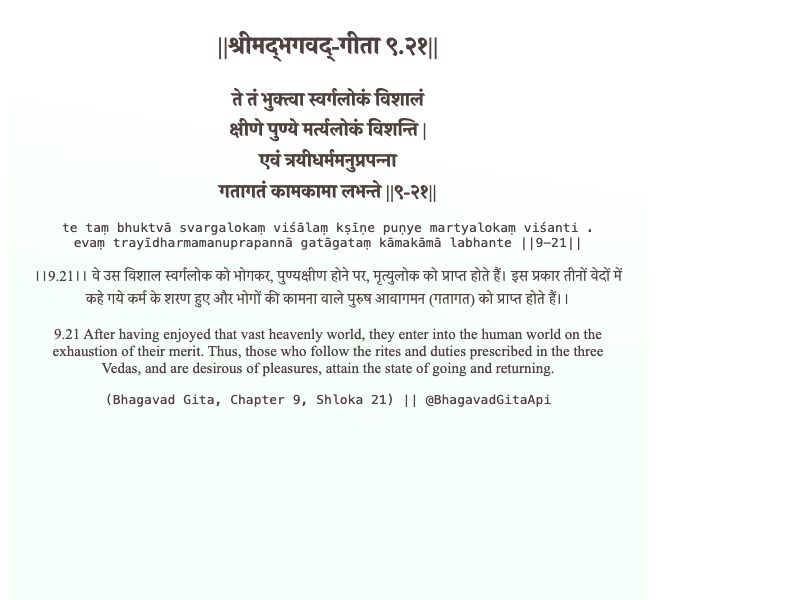 ||श्रीमद्‍भगवद्‍-गीता ९.२१||
ते तं भुक्त्वा स्वर्गलोकं विशालं
क्षीणे पुण्ये मर्त्यलोकं विशन्ति |
एवं त्रयीधर्ममनुप्रपन्ना
गतागतं कामकामा लभन्ते ||९-२१||
te taṃ bhuktvā svargalokaṃ viśālaṃ kṣīṇe puṇye martyalokaṃ viśanti .
evaṃ trayīdharmamanuprapannā gatāgataṃ kāmakāmā labhante ||9-21||
।।9.21।। वे उस विशाल स्वर्गलोक को भोगकर, पुण्यक्षीण होने पर, मृत्युलोक को प्राप्त होते हैं। इस प्रकार तीनों वेदों में
कहे गये कर्म के शरण हुए और भोगों की कामना वाले पुरुष आवागमन (गतागत) को प्राप्त होते हैं।।
9.21 After having enjoyed that vast heavenly world, they enter into the human world on the
exhaustion of their merit. Thus, those who follow the rites and duties prescribed in the three
Vedas, and are desirous of pleasures, attain the state of going and returning.
(Bhagavad Gita, Chapter 9, Shloka 21) || @BhagavadGitaApi